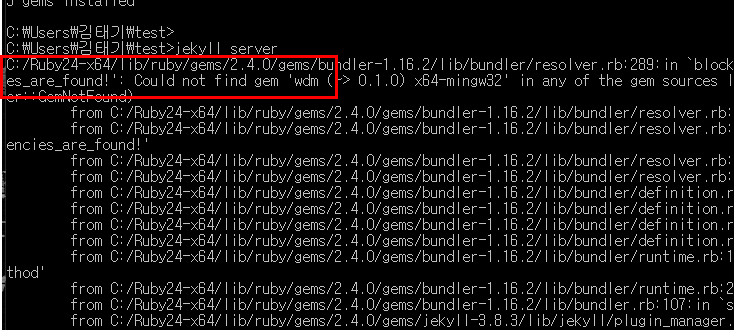 3 gems installed
C:₩Users₩김태기₩test>
C:₩Users₩김태기₩test>jekyll server
C:/Ruby24-x64/lib/ruby/gems/2.4.0/gems/bundler-1.16.2/lib/bundler/resolver.rb:289:in `block
es_are_found!': Could not find gem 'wdm (~> 0.1.0) x64-mingw32' in any of the gem sources l
er::GemNotFound)
from C:/Ruby24-x64/lib/ruby/gems/2.4.0/gems/bundler-1.16.2/lib/bundler/resolver.rb:
from C:/Ruby24-x64/lib/ruby/gems/2.4.0/gems/bundler-1.16.2/lib/bundler/resolver.rb:
encies_are_found!'
from C:/Ruby24-x64/lib/ruby/gems/2.4.0/gems/bundler-1.16.2/lib/bundler/resolver.rb:
from C:/Ruby24-x64/lib/ruby/gems/2.4.0/gems/bundler-1.16.2/lib/bundler/resolver.rb:
from C:/Ruby24-x64/lib/ruby/gems/2.4.0/gems/bundler-1.16.2/lib/bundler/definition.r
from C:/Ruby24-x64/lib/ruby/gems/2.4.0/gems/bundler-1.16.2/lib/bundler/definition.r
from C:/Ruby24-x64/lib/ruby/gems/2.4.0/gems/bundler-1.16.2/lib/bundler/definition.r
from C:/Ruby24-x64/lib/ruby/gems/2.4.0/gems/bundler-1.16.2/lib/bundler/definition.r
from C:/Ruby24-x64/lib/ruby/gems/2.4.0/gems/bundler-1.16.2/lib/bundler/runtime.rb:1
thod'
from C:/Ruby24-x64/lib/ruby/gems/2.4.0/gems/bundler-1.16.2/lib/bundler/runtime.rb:2
from C:/Ruby24-x64/lib/ruby/gems/2.4.0/gems/bundler-1.16.2/lib/bundler.rb:107:in `s
from C:/Ruby24-x64/lib/ruby/gems/2.4.0/gems/jekyll-3.8.3/lib/jekyll/plugin_manager.